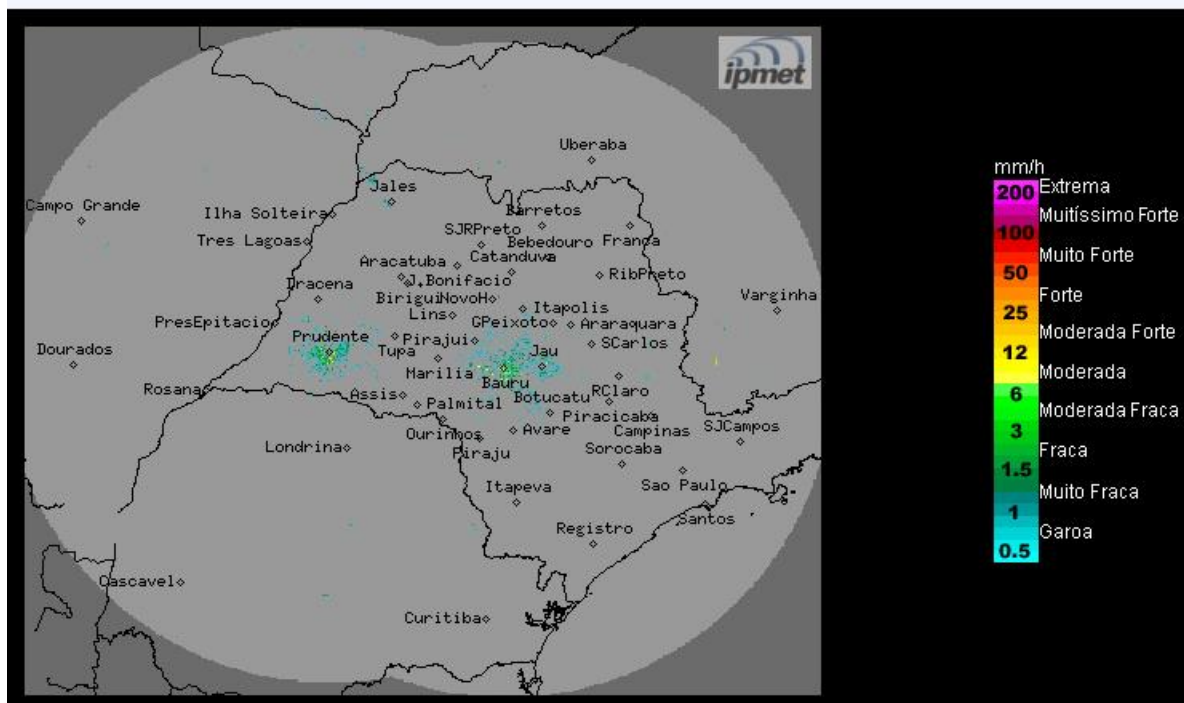 ipmet
Uberaba
Jales
Campo Grande
Ilha Solteira
Barretos
SJRPreto
Tres Lagoas
Bebedouro
Franca
Catanduva
Aracatuba
J.Bonifacio
RibPreto
Dracena
Birigui
NovoH
Itapolis
Varginha
Lins
PresEpitacio
GPeixoto
Araraquara
Prudente
Pirajui
SCarlos
Dourados
Tupa
Jau
Marilia
Bauru
Rosana
Assis
Botucatu
RClaro
Palmital
Piracicaba
Ourinhos
Avare
Campinas
SJCampos
Londrina
Piraju
Sorocaba
Itapeva
Sao Paulo
Santos
Registro
Cascavel
Curitiba
mm/h
200 Extrema
Muitíssimo Forte
100
Muito Forte
50
Forte
25
Moderada Forte
12
Moderada
6
Moderada Fraca
3
Fraca
1.5
Muito Fraca
1
Garoa
0.5